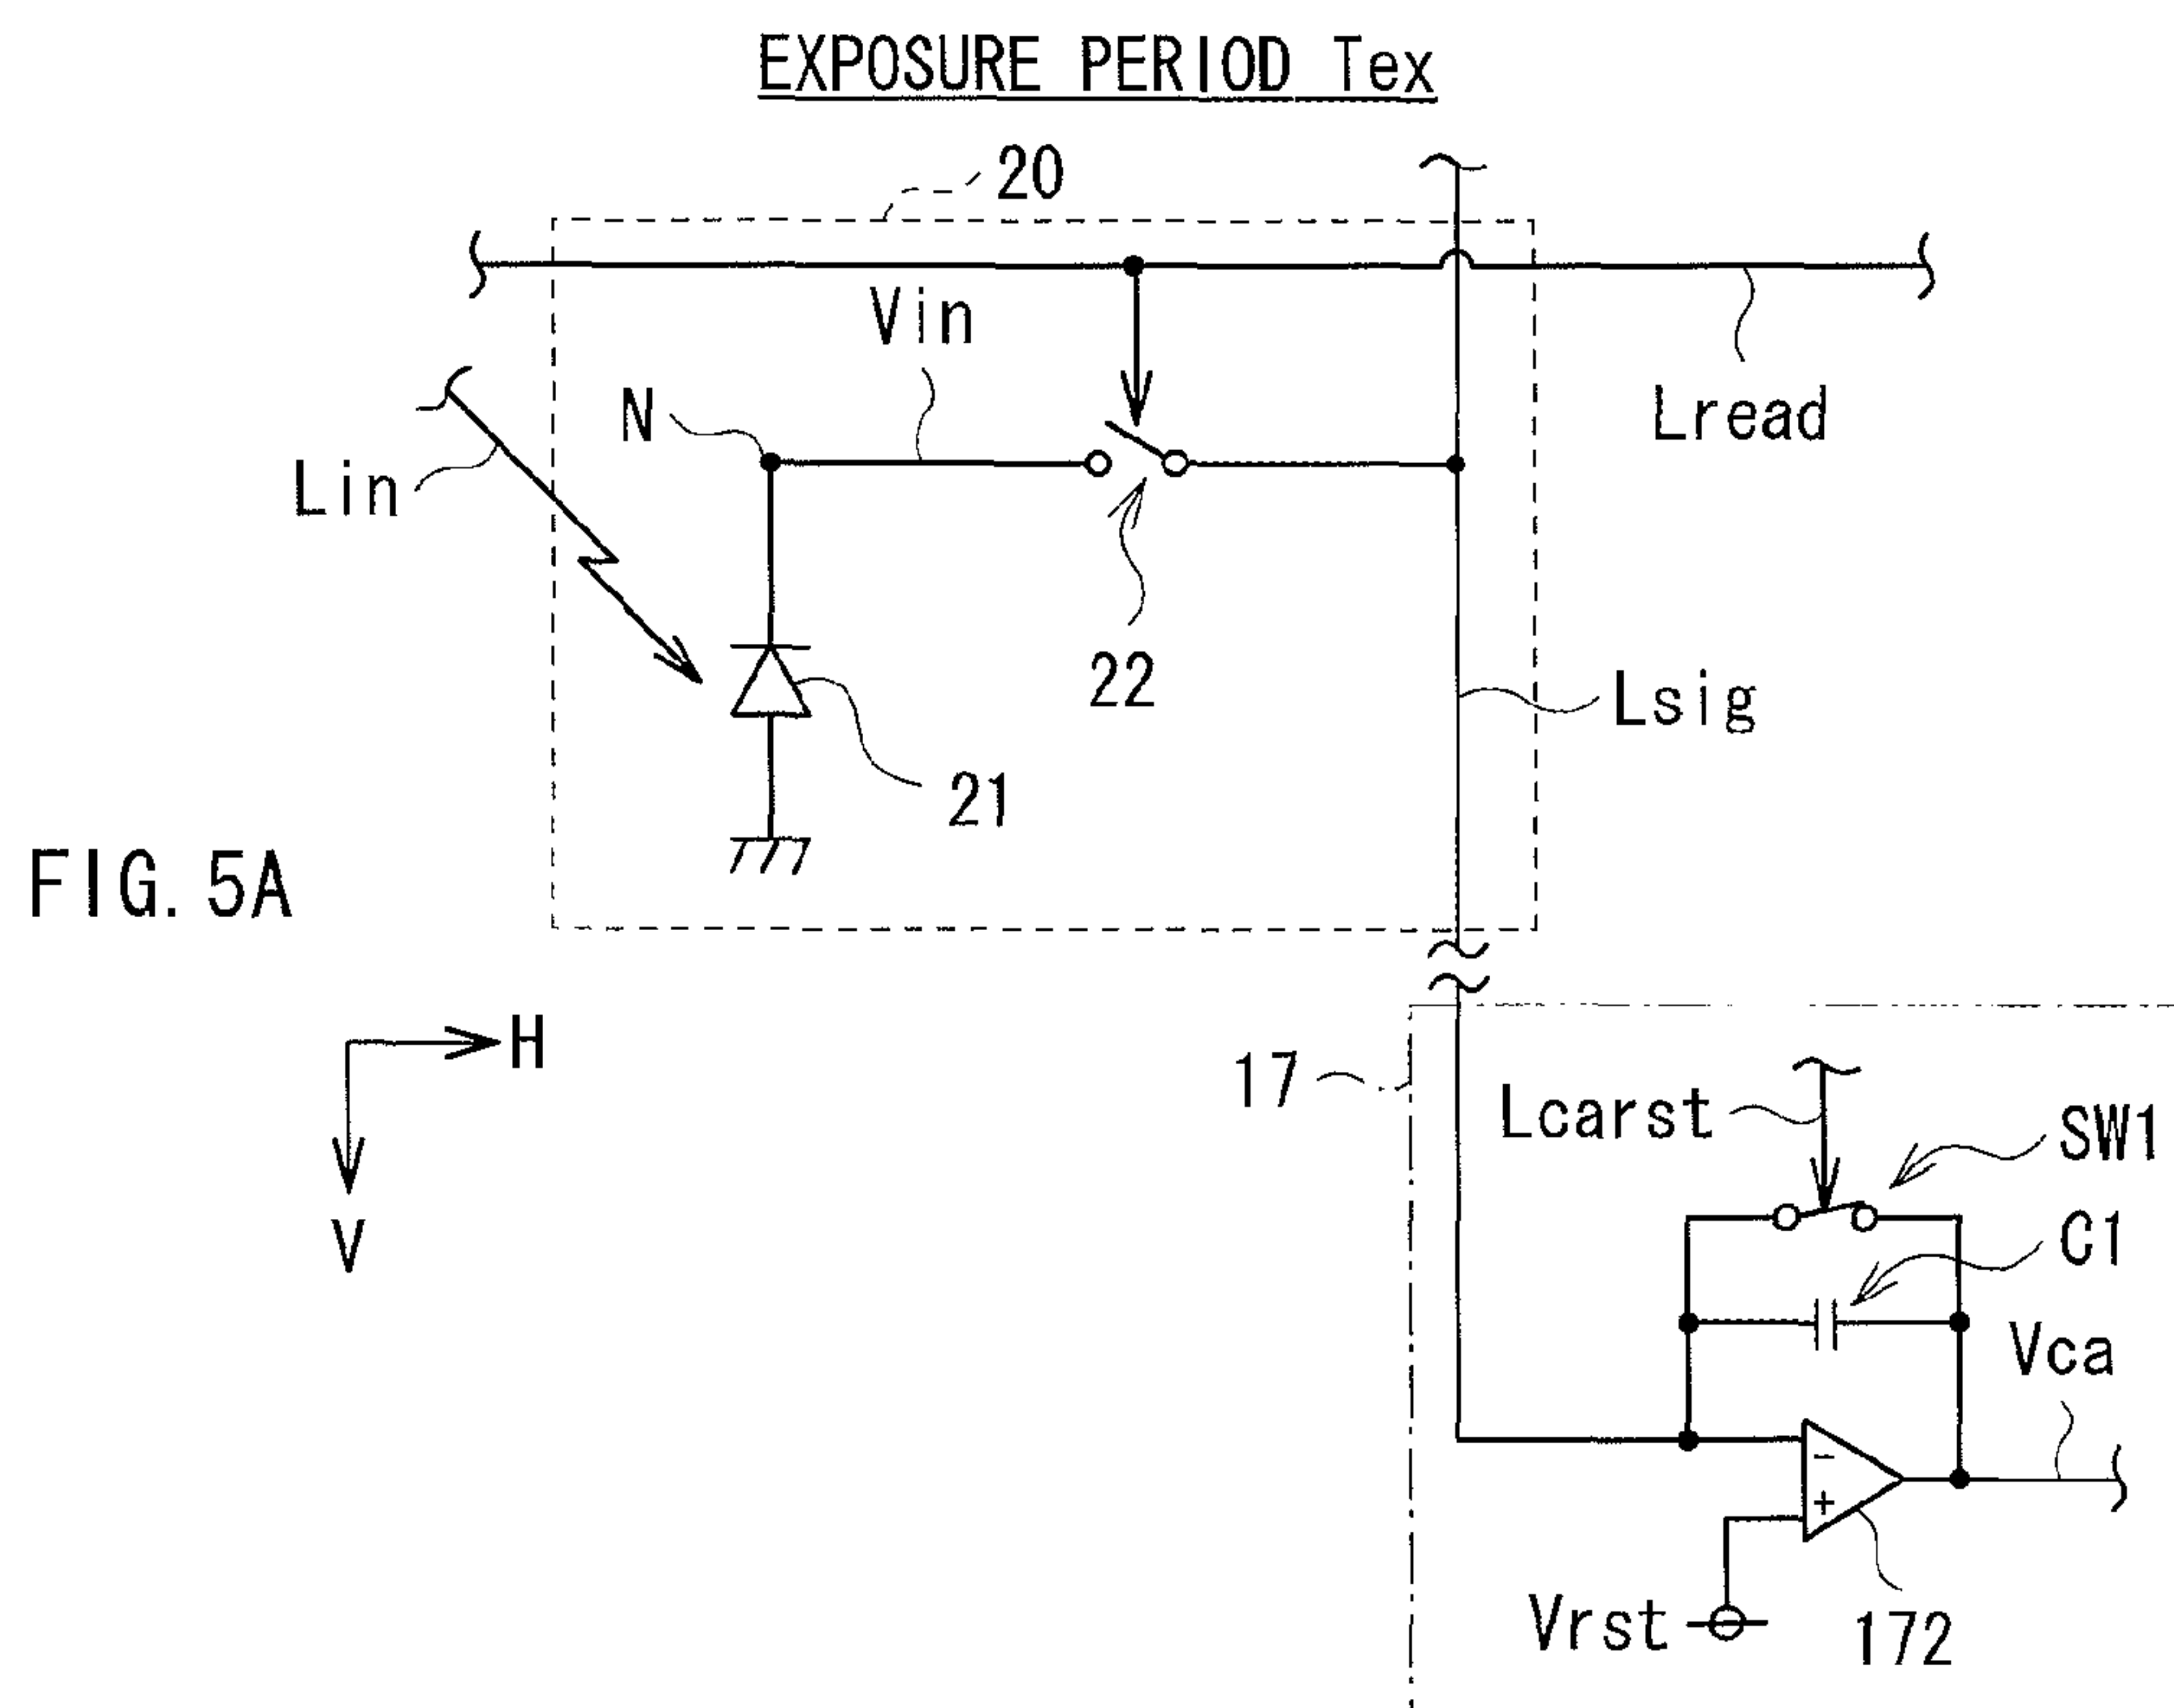 EXPOSURE PERIOD Tex
20
Vin
N
Lread
Lin
22
Lsig
21
FIG. 5A
H
17
Lcarst
SW1
V
C1
Vca
-
+
Vrst
172